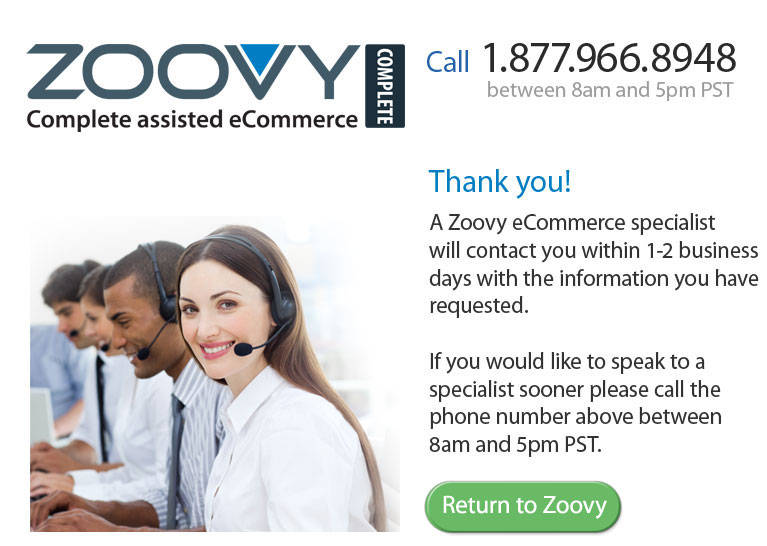 ZOOVY COMPLETE
Complete assisted eCommerce
Call 1.877.966.8948
between 8am and 5pm PST
Thank you!
A Zoovy eCommerce specialist
will contact you within 1-2 business
days with the information you have
requested.
If you would like to speak to a
specialist sooner please call the
phone number above between
8am and 5pm PST.
Return to Zoovy